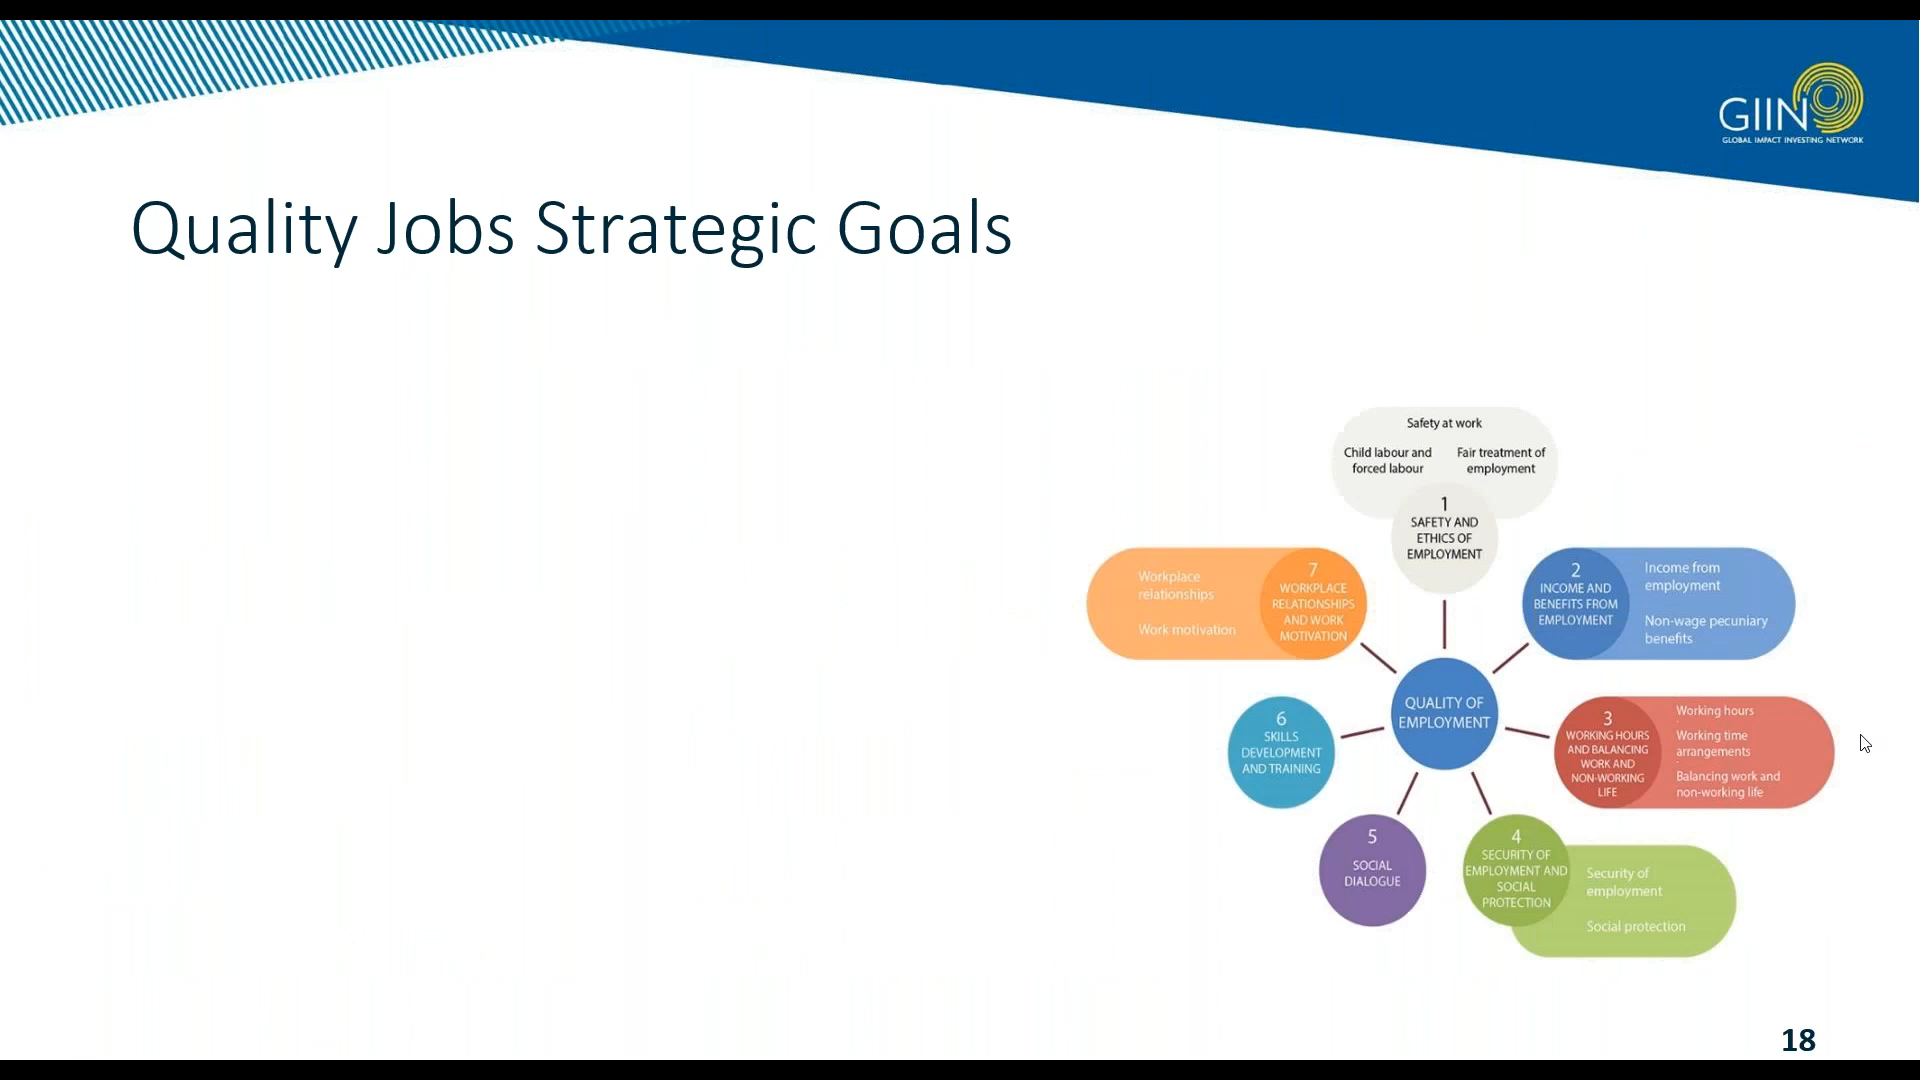 GIIN
GLOBAL IMPACT INVESTING NETWORK
Quality Jobs Strategic Goals
Safety at work
Child labour and
forced labour
Fair treatment of
employment
1
SAFETY AND
ETHICS OF
EMPLOYMENT
2
INCOME AND
BENEFITS FROM
EMPLOYMENT
Income from
employment
Non-wage pecuniary
benefits
3
WORKING HOURS
AND BALANCING
WORK AND
NON-WORKING
LIFE
Working hours
Working time
arrangements
Balancing work and
non-working life
4
SECURITY OF
EMPLOYMENT AND
SOCIAL
PROTECTION
Security of
employment
Social protection
5
SOCIAL
DIALOGUE
6
SKILLS
DEVELOPMENT
AND TRAINING
7
WORKPLACE
RELATIONSHIPS
AND WORK
MOTIVATION
Workplace
relationships
Work motivation
QUALITY OF
EMPLOYMENT
18